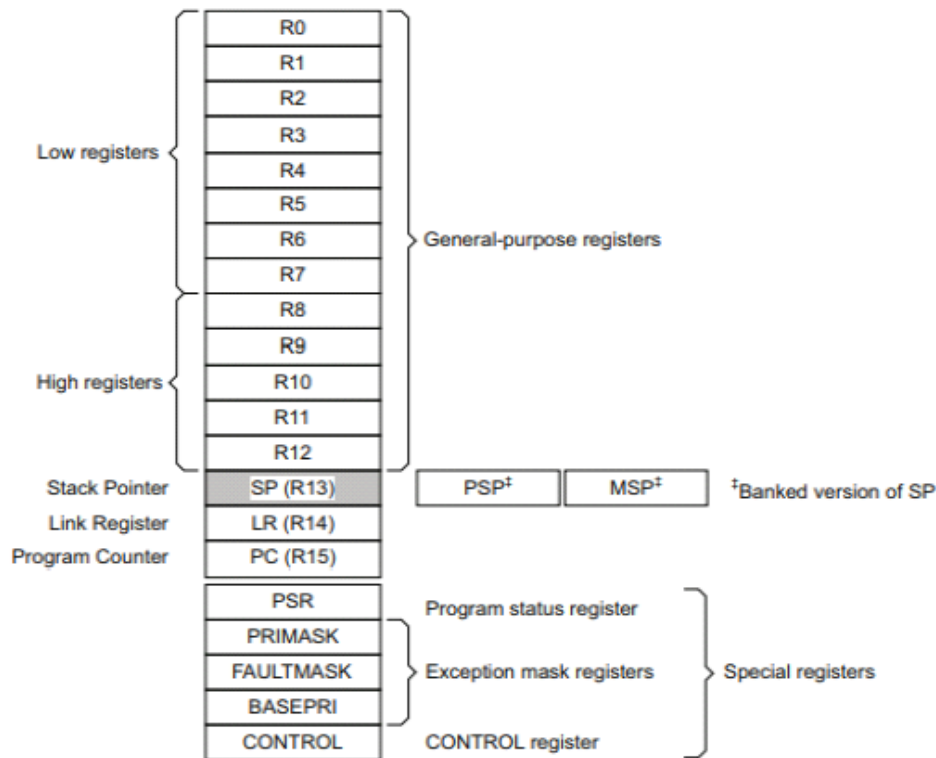 R0
R1
R2
R3
Low registers
R4
R5
R6
General-purpose registers
R7
R8
R9
High registers
R10
R11
R12
Stack Pointer SP (R13) PSP‡ MSP‡ ‡Banked version of SP
Link Register LR (R14)
Program Counter PC (R15)
PSR Program status register
PRIMASK
FAULTMASK Exception mask registers Special registers
BASEPRI
CONTROL CONTROL register